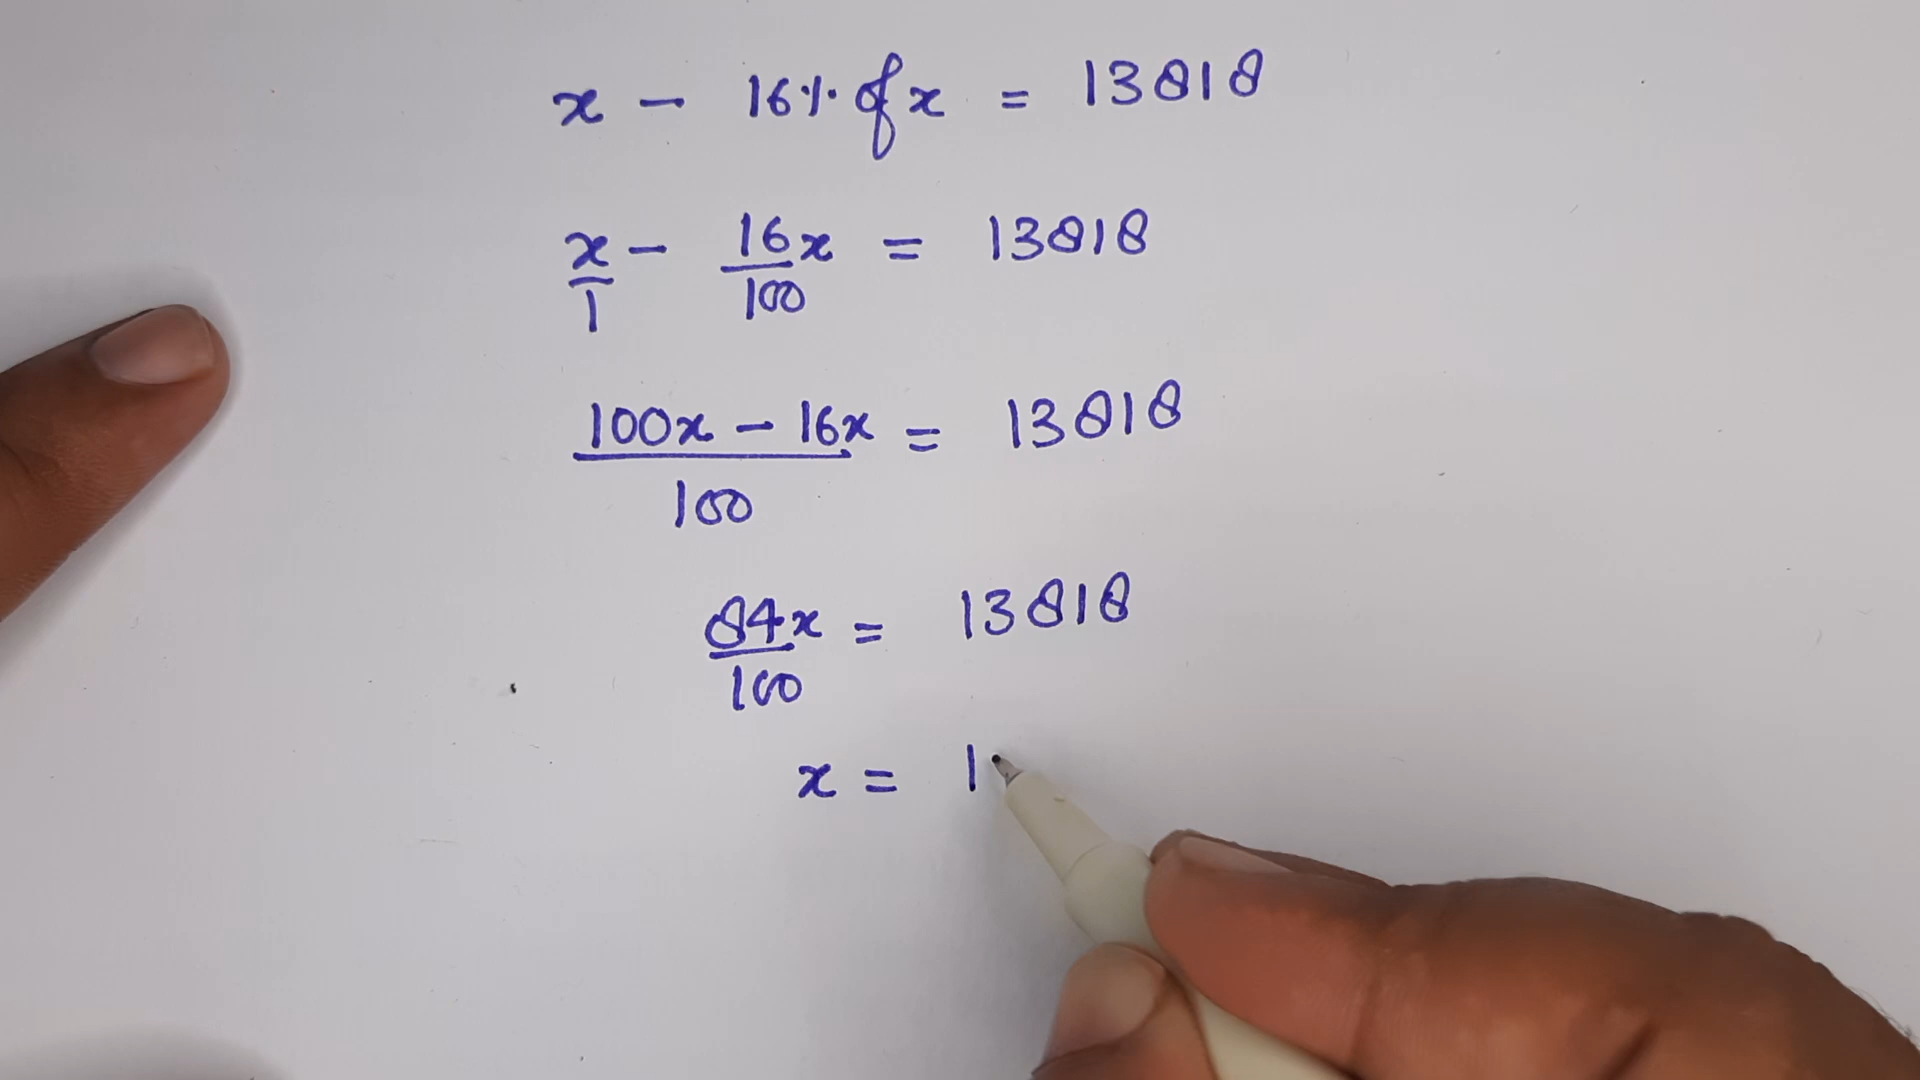 x - 16% of x = 13818
x/1 - 16x/100 = 13818
100x - 16x/100 = 13818
84x/100 = 13818
x = 1